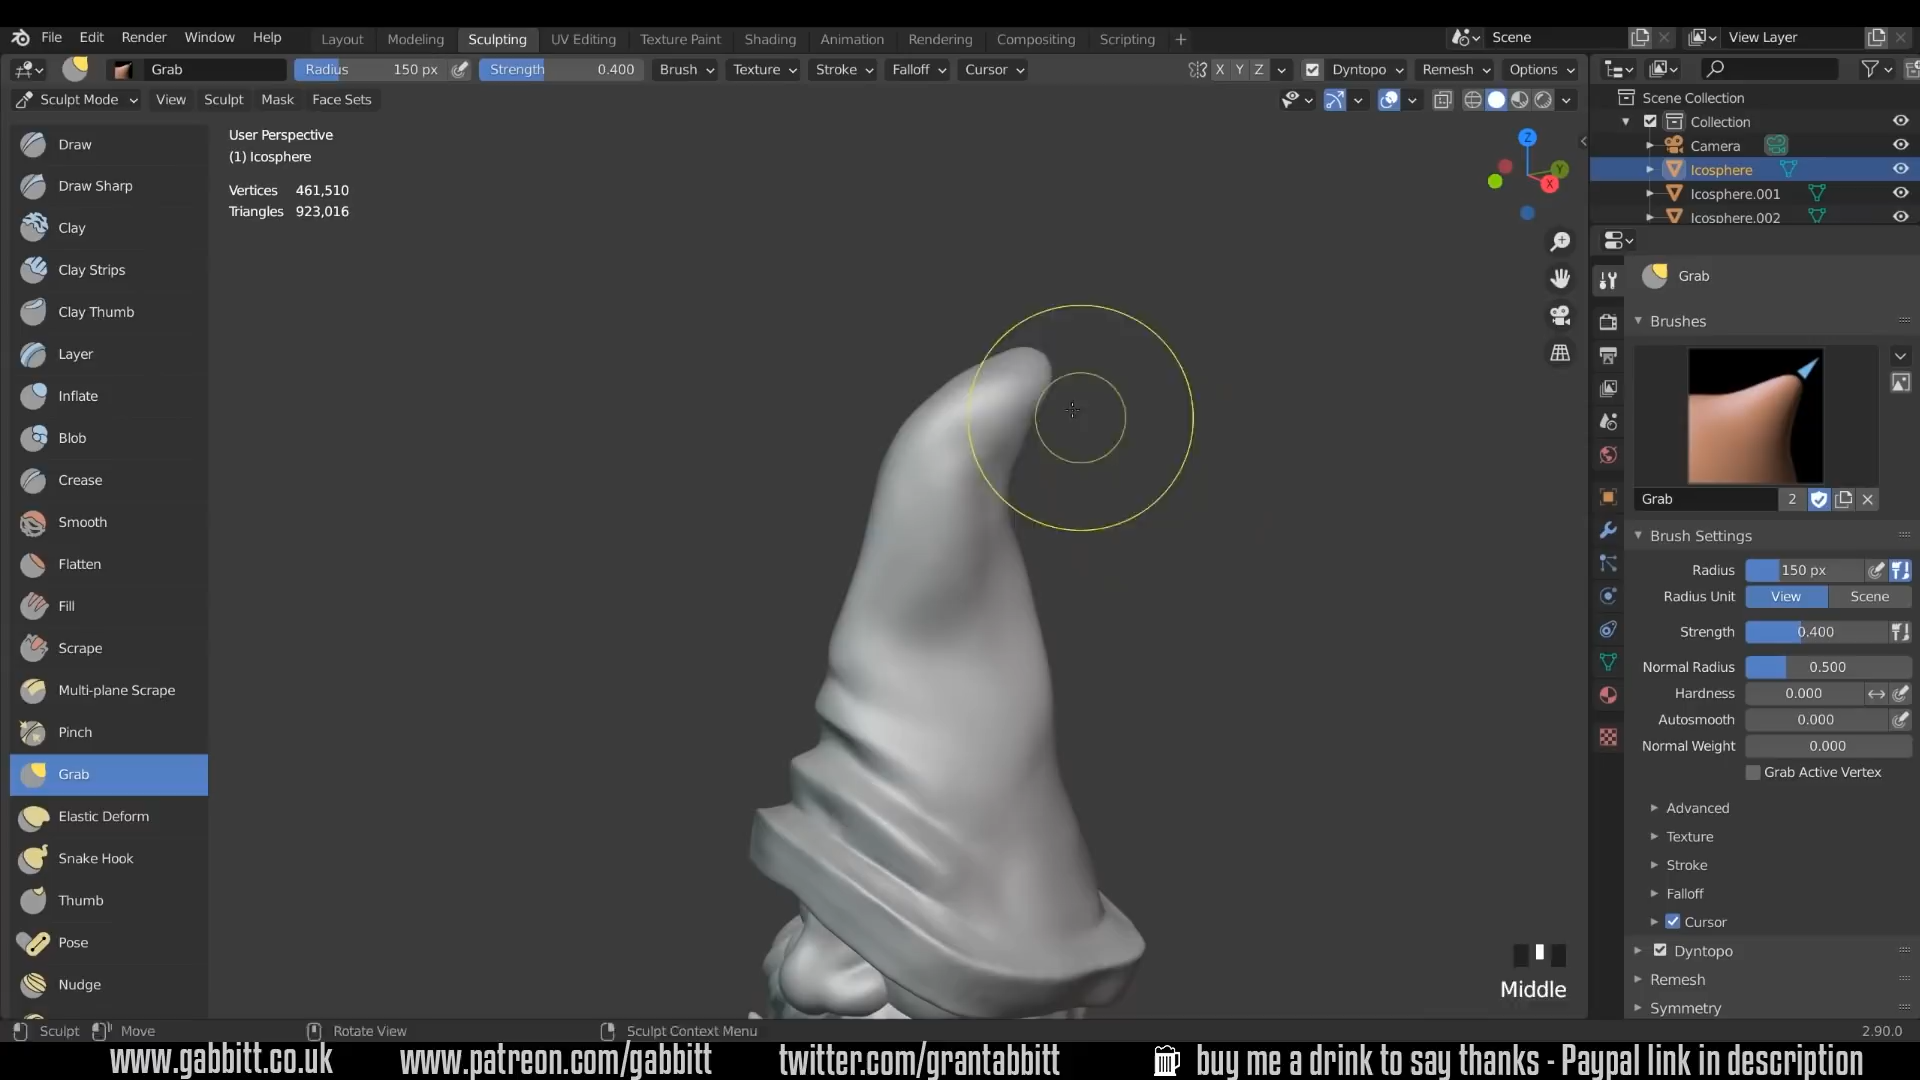 File Edit Render Window Help Layout Modeling Sculpting UV Editing Texture Paint Shading Animation Rendering Compositing Scripting + Scene View Layer
Grab Radius 150 px Strength 0.400 Brush Texture Stroke Falloff Cursor X Y Z Dyntopo Remesh Options
Sculpt Mode View Sculpt Mask Face Sets
Draw
Draw Sharp
Clay
Clay Strips
Clay Thumb
Layer
Inflate
Blob
Crease
Smooth
Flatten
Fill
Scrape
Multi-plane Scrape
Pinch
Grab
Elastic Deform
Snake Hook
Thumb
Pose
Nudge
User Perspective
(1) Icosphere
Vertices 461,510
Triangles 923,016
Z
Y
X
Middle
Scene Collection
Collection
Camera
Icosphere
Icosphere.001
Icosphere.002
Grab
Brushes
Grab 2
Brush Settings
Radius 150 px
Radius Unit View Scene
Strength 0.400
Normal Radius 0.500
Hardness 0.000
Autosmooth 0.000
Normal Weight 0.000
Grab Active Vertex
Advanced
Texture
Stroke
Falloff
Cursor
Dyntopo
Remesh
Symmetry
Sculpt Move Rotate View Sculpt Context Menu 2.90.0
www.gabbitt.co.uk www.patreon.com/gabbitt twitter.com/grantabbitt buy me a drink to say thanks - Paypal link in description